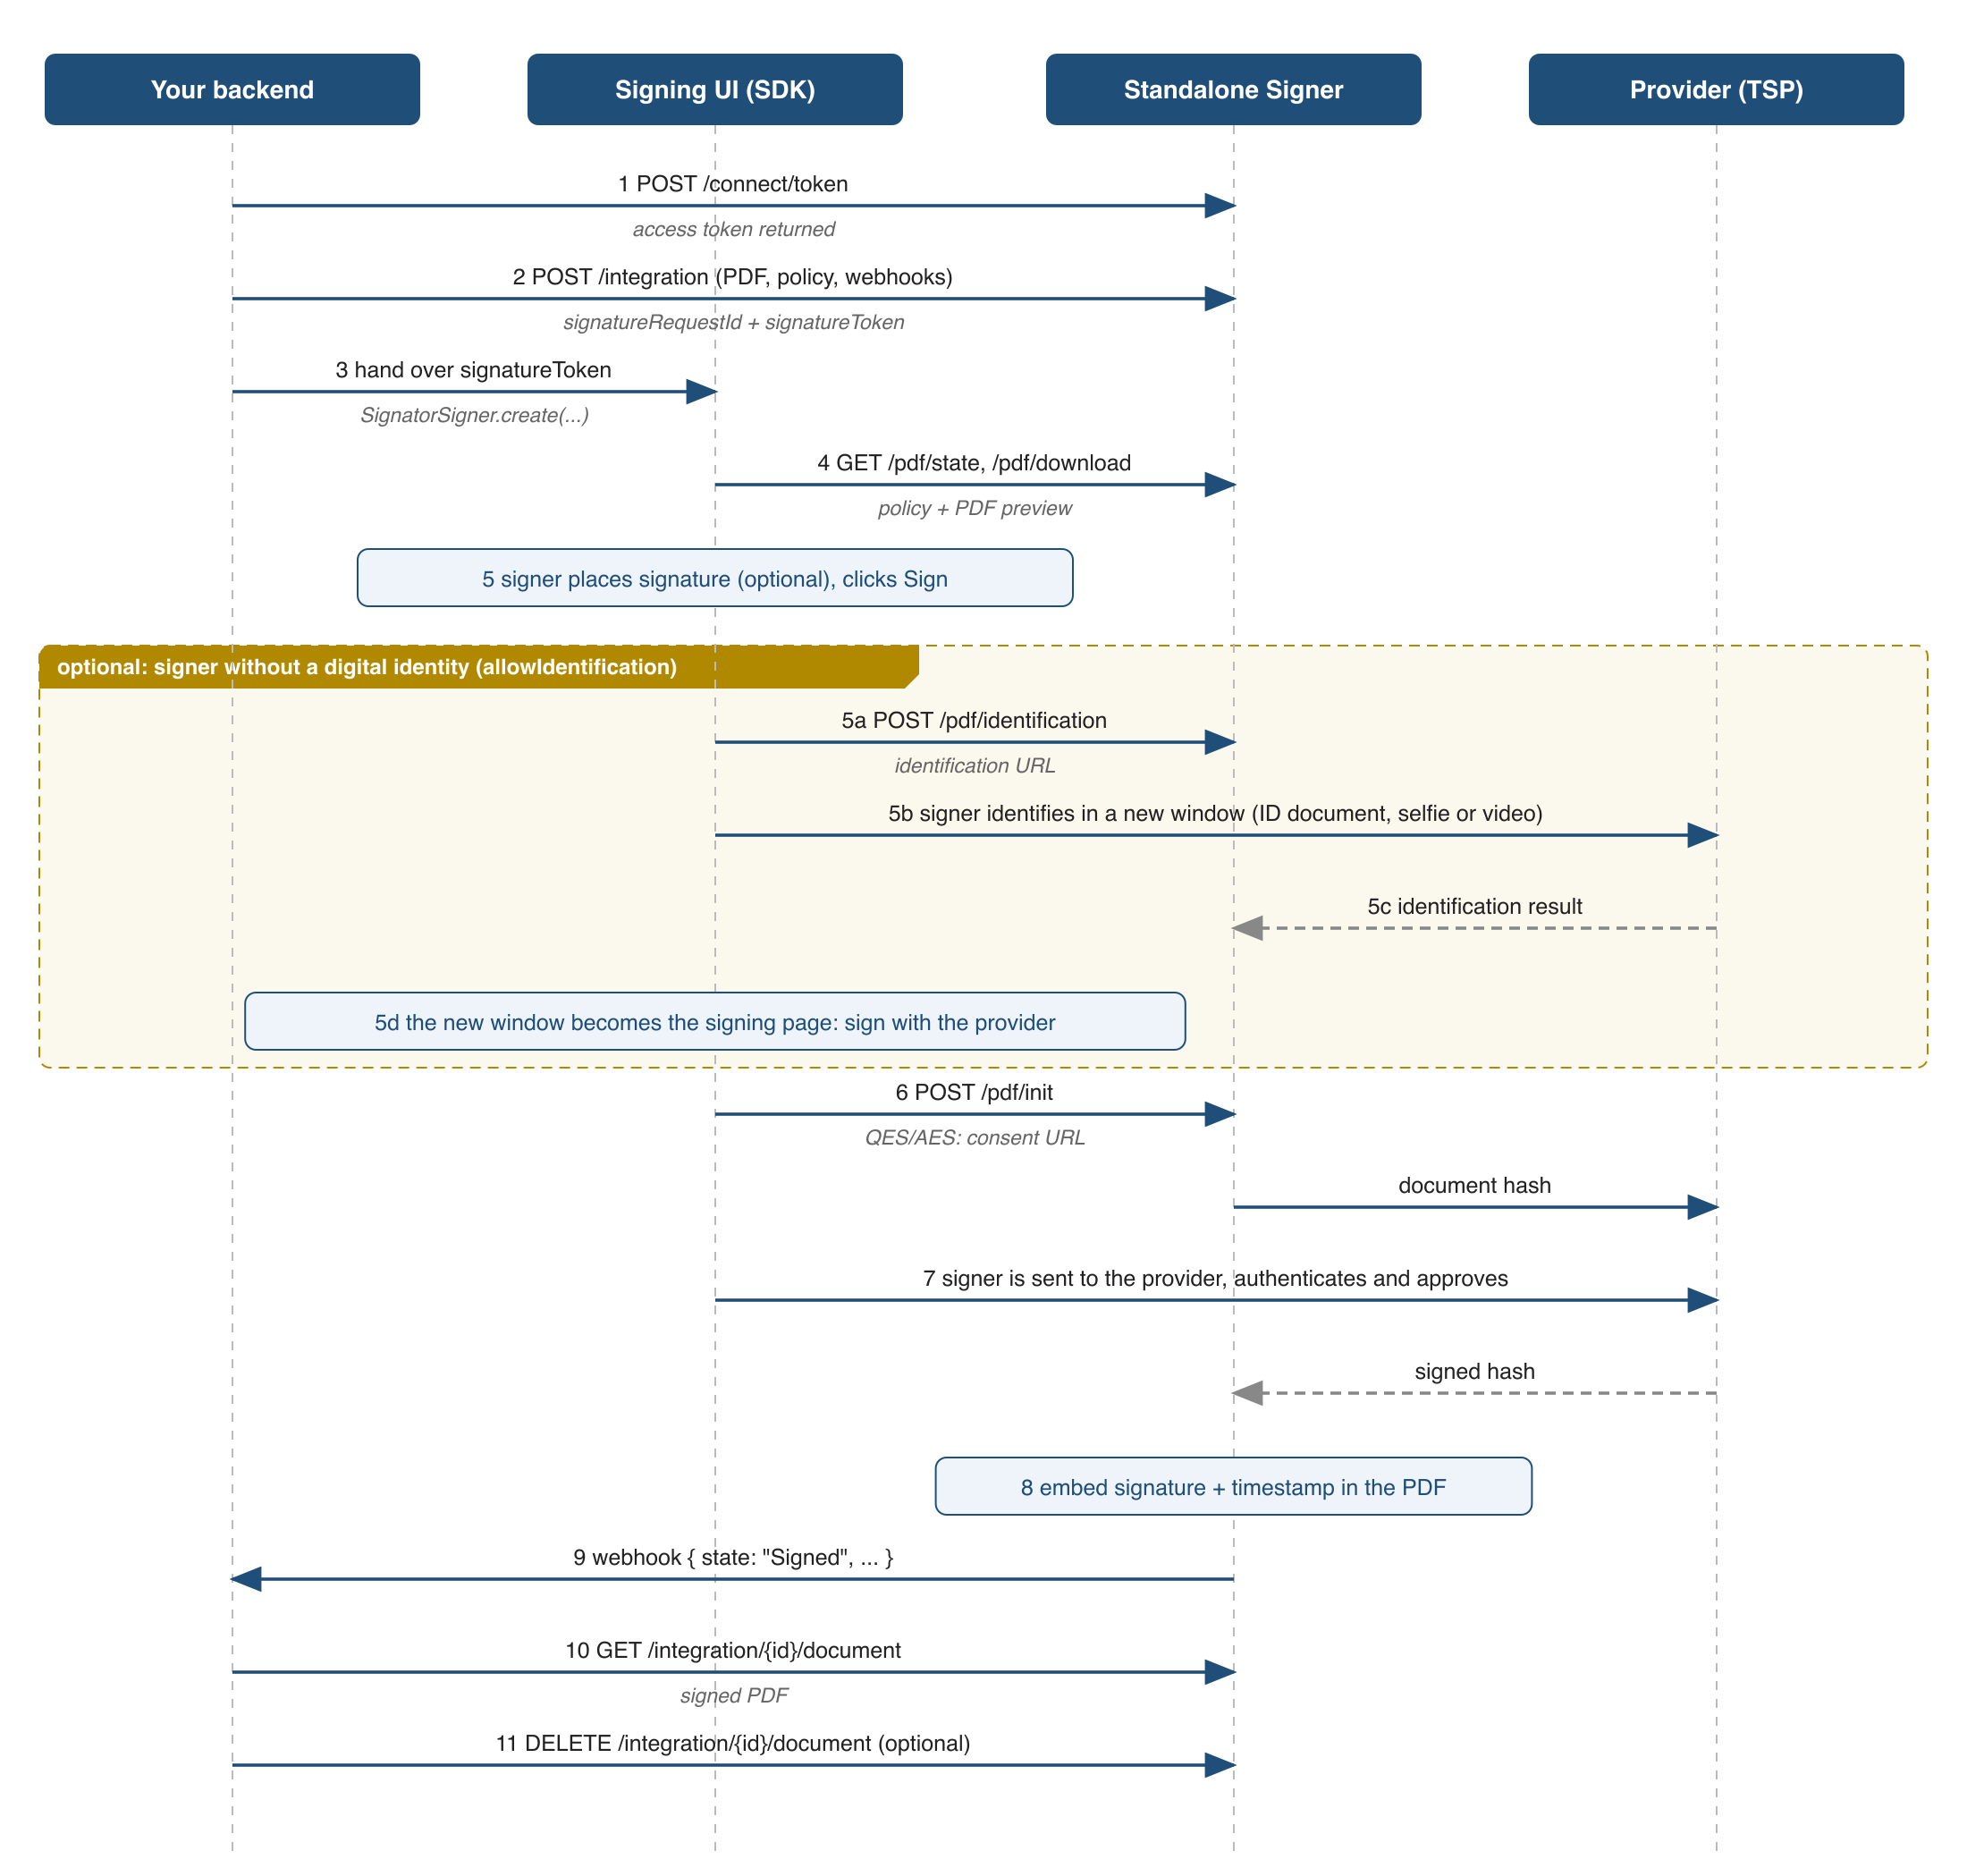 Your backend
Signing UI (SDK)
Standalone Signer
Provider (TSP)
1 POST /connect/token
access token returned
2 POST /integration (PDF, policy, webhooks)
signatureRequestId + signatureToken
3 hand over signatureToken
SignatorSigner.create(...)
4 GET /pdf/state, /pdf/download
policy + PDF preview
5 signer places signature (optional), clicks Sign
optional: signer without a digital identity (allowIdentification)
5a POST /pdf/identification
identification URL
5b signer identifies in a new window (ID document, selfie or video)
5c identification result
5d the new window becomes the signing page: sign with the provider
6 POST /pdf/init
QES/AES: consent URL
document hash
7 signer is sent to the provider, authenticates and approves
signed hash
8 embed signature + timestamp in the PDF
9 webhook { state: "Signed", ... }
10 GET /integration/{id}/document
signed PDF
11 DELETE /integration/{id}/document (optional)